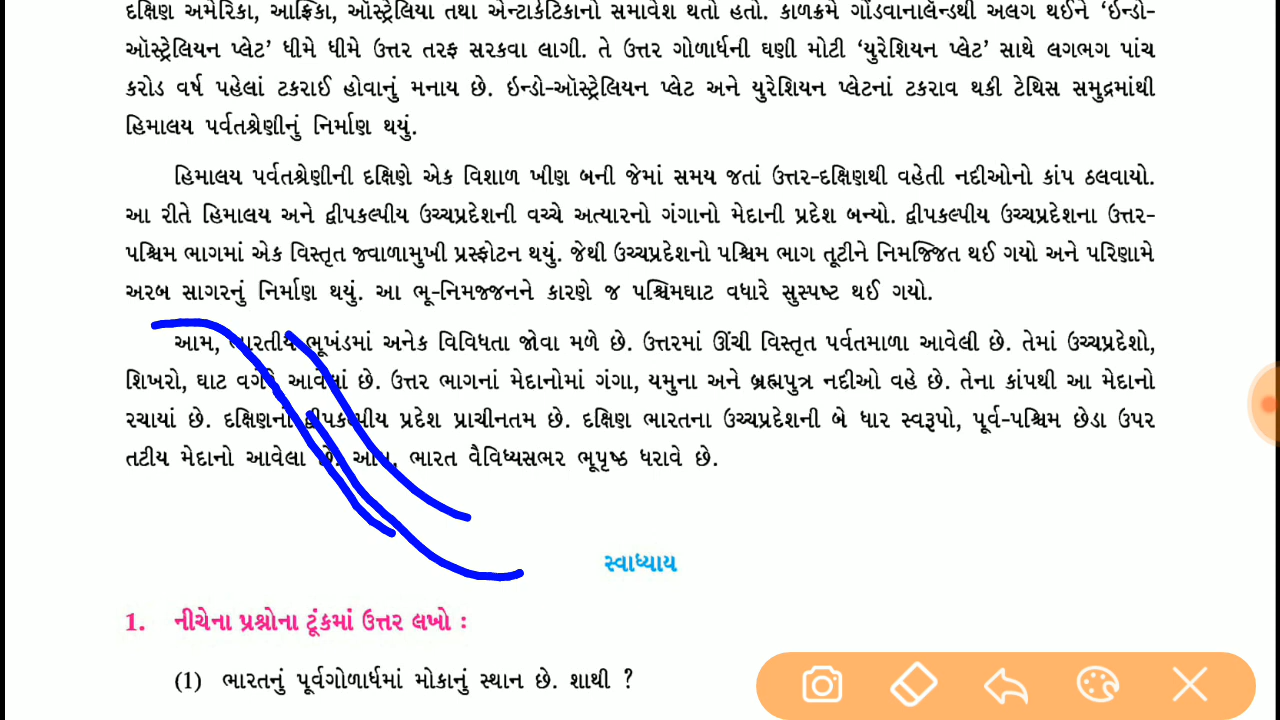 દક્ષિણ અમેરિકા, આફ્રિકા, ઑસ્ટ્રેલિયા તથા એન્ટાર્કટિકાનો સમાવેશ થતો હતો. કાળક્રમે ગોંડવાનાલૅન્ડથી અલગ થઈને ‘ઇન્ડો-
ઑસ્ટ્રેલિયન પ્લેટ’ ધીમે ધીમે ઉત્તર તરફ સરકવા લાગી. તે ઉત્તર ગોળાર્ધની ઘણી મોટી ‘યુરેશિયન પ્લેટ’ સાથે લગભગ પાંચ
કરોડ વર્ષ પહેલાં ટકરાઈ હોવાનું મનાય છે. ઇન્ડો-ઑસ્ટ્રેલિયન પ્લેટ અને યુરેશિયન પ્લેટનાં ટકરાવ થકી ટેથિસ સમુદ્રમાંથી
હિમાલય પર્વતશ્રેણીનું નિર્માણ થયું.
હિમાલય પર્વતશ્રેણીની દક્ષિણે એક વિશાળ ખીણ બની જેમાં સમય જતાં ઉત્તર-દક્ષિણથી વહેતી નદીઓનો કાંપ ઠલવાયો.
આ રીતે હિમાલય અને દ્વીપકલ્પીય ઉચ્ચપ્રદેશની વચ્ચે અત્યારનો ગંગાનો મેદાની પ્રદેશ બન્યો. દ્વીપકલ્પીય ઉચ્ચપ્રદેશના ઉત્તર-
પશ્ચિમ ભાગમાં એક વિસ્તૃત જ્વાળામુખી પ્રસ્ફોટન થયું. જેથી ઉચ્ચપ્રદેશનો પશ્ચિમ ભાગ તૂટીને નિમજ્જિત થઈ ગયો અને પરિણામે
અરબ સાગરનું નિર્માણ થયું. આ ભૂ-નિમજ્જનને કારણે જ પશ્ચિમઘાટ વધારે સુસ્પષ્ટ થઈ ગયો.
આમ, ભારતીય ભૂખંડમાં અનેક વિવિધતા જોવા મળે છે. ઉત્તરમાં ઊંચી વિસ્તૃત પર્વતમાળા આવેલી છે. તેમાં ઉચ્ચપ્રદેશો,
શિખરો, ઘાટ વગેરે આવેલાં છે. ઉત્તર ભાગનાં મેદાનોમાં ગંગા, યમુના અને બ્રહ્મપુત્ર નદીઓ વહે છે. તેના કાંપથી આ મેદાનો
રચાયાં છે. દક્ષિણનો દ્વીપકલ્પીય પ્રદેશ પ્રાચીનતમ છે. દક્ષિણ ભારતના ઉચ્ચપ્રદેશની બે ધાર સ્વરૂપો, પૂર્વ-પશ્ચિમ છેડા ઉપર
તટીય મેદાનો આવેલા છે. આમ, ભારત વૈવિધ્યસભર ભૂપૃષ્ઠ ધરાવે છે.
સ્વાધ્યાય
1. નીચેના પ્રશ્નોના ટૂંકમાં ઉત્તર લખો :
(1) ભારતનું પૂર્વગોળાર્ધમાં મોકાનું સ્થાન છે. શાથી ?